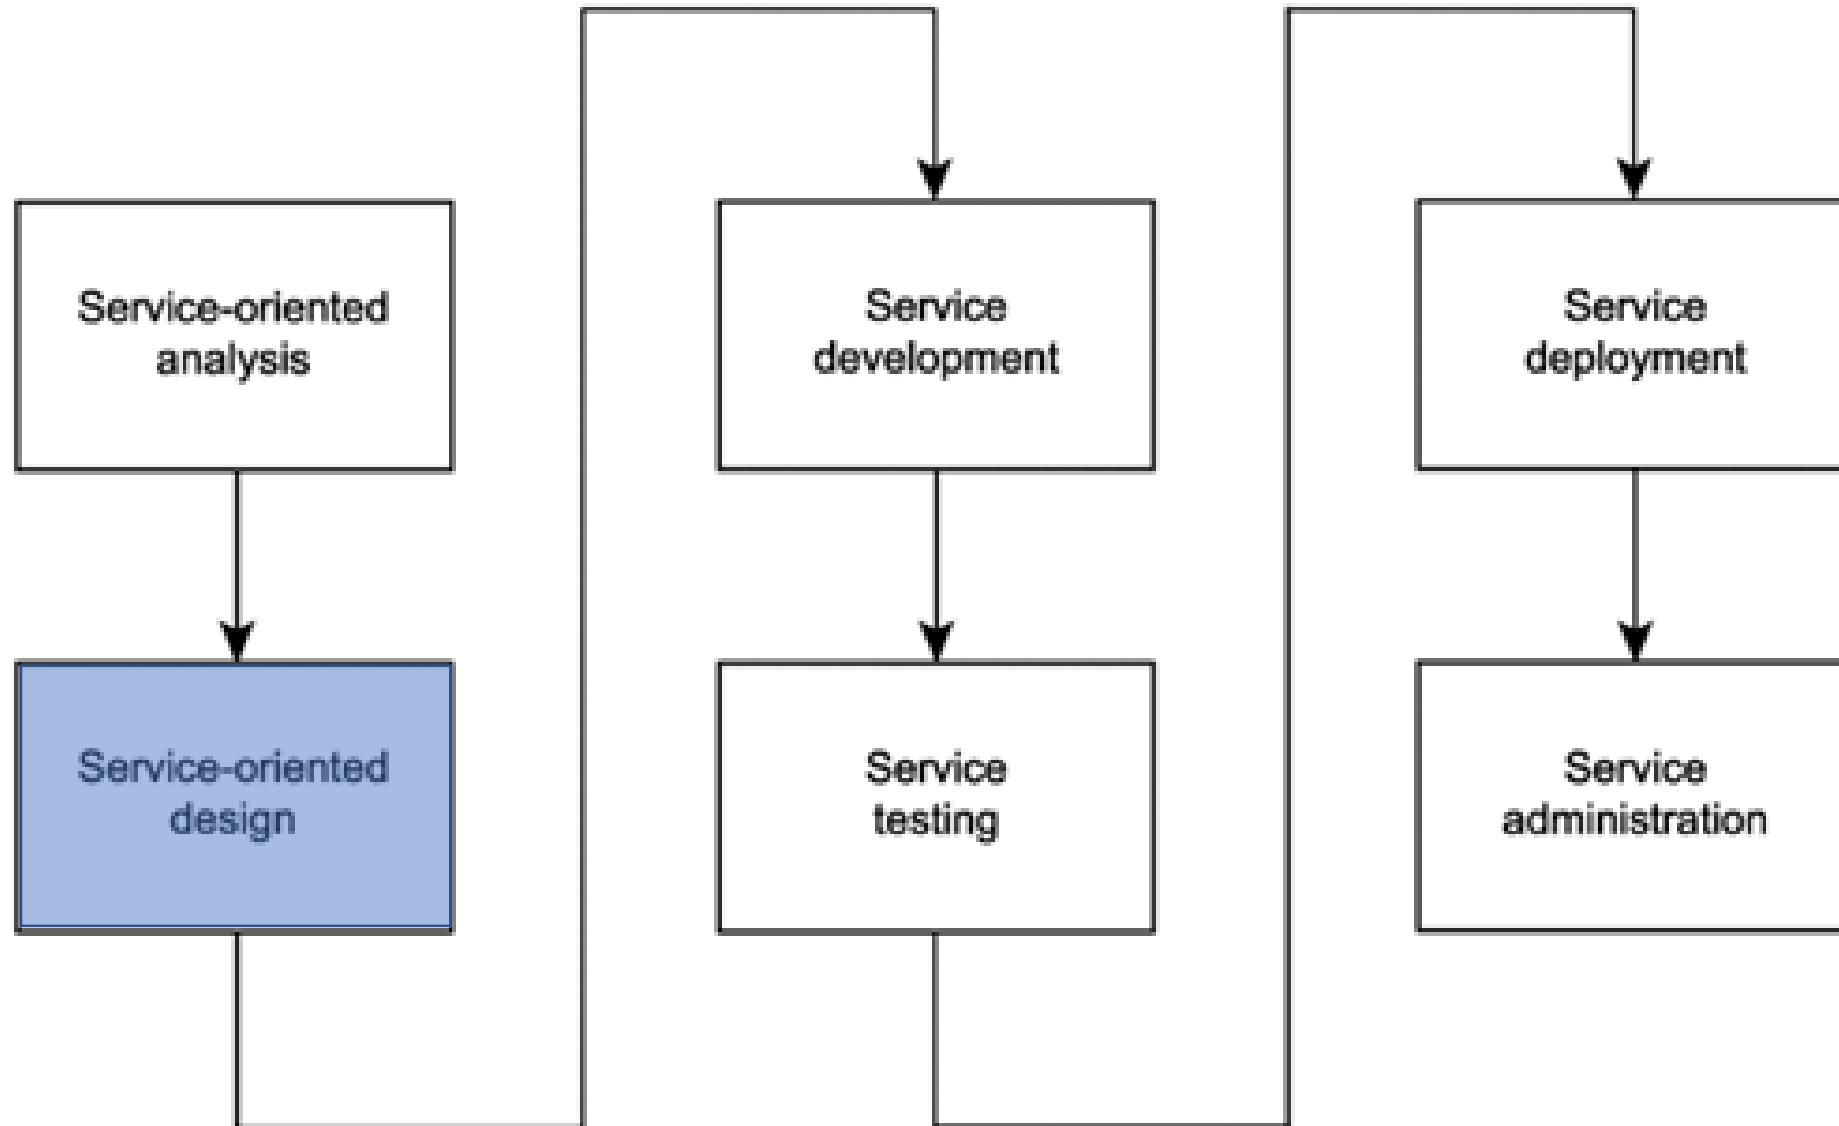 Service-oriented
analysis
Service-oriented
design
Service
development
Service
testing
Service
deployment
Service
administration